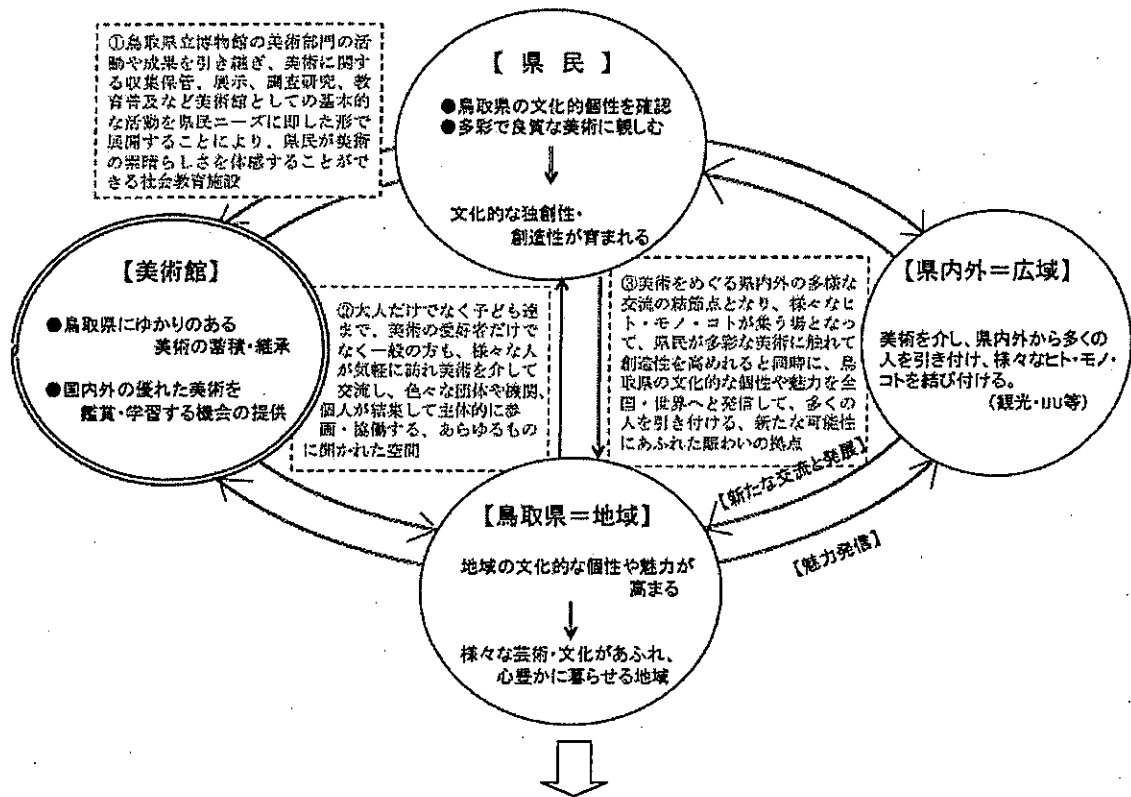 ①鳥取県立博物館の美術部門の活
動や成果を引き継ぎ、美術に関す
る収集保管、展示、調査研究、教
育普及など美術館としての基本的
な活動を県民ニーズに即した形で
展開することにより、県民が美術
の素晴らしさを体感することがで
きる社会教育施設
【県民】
●鳥取県の文化的個性を確認
●多彩で良質な美術に親しむ
文化的な独創性・
創造性が育まれる
【美術館】
●鳥取県にゆかりのある
美術の蓄積・継承
●国内外の優れた美術を
鑑賞・学習する機会の提供
②大人だけでなく子ども達
まで、美術の愛好者だけで
なく一般の方も、様々な人
が気軽に訪れ美術を介して
交流し、色々な団体や機関、
個人が結集して主体的に参
画・協働する、あらゆるもの
に開かれた空間
③美術をめぐる県内外の多様な
交流の結節点となり、様々なヒ
ト・モノ・コトが集う場となっ
て、県民が多彩な美術に触れて
創造性を高めれると同時に、鳥
取県の文化的な個性や魅力を全
国・世界へと発信して、多くの
人を引き付ける、新たな可能性
にあふれた賑わいの拠点
【県内外＝広域】
美術を介し、県内外から多くの
人を引き付け、様々なヒト・モノ・
コトを結び付ける。
（観光・IJU等）
【新たな交流と発展】
【魅力発信】
【鳥取県＝地域】
地域の文化的な個性や魅力が
高まる
様々な芸術・文化があふれ、
心豊かに暮らせる地域